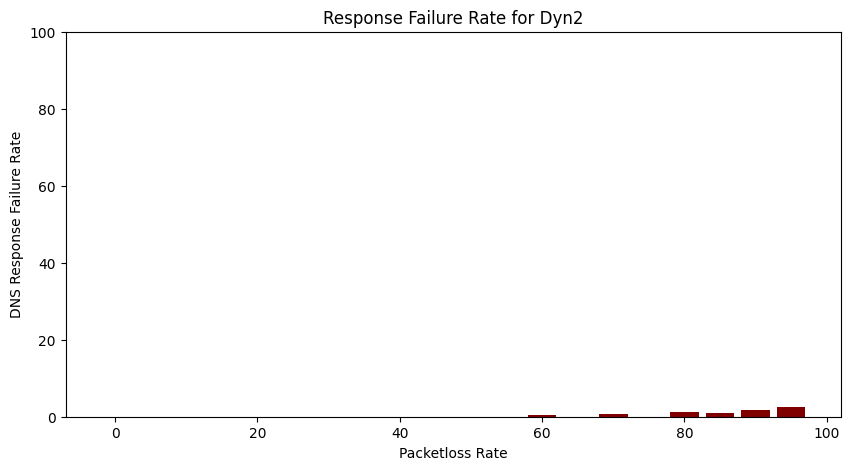 Response Failure Rate for Dyn2
DNS Response Failure Rate
100
80
60
40
20
0
0 20 40 60 80 100
Packetloss Rate